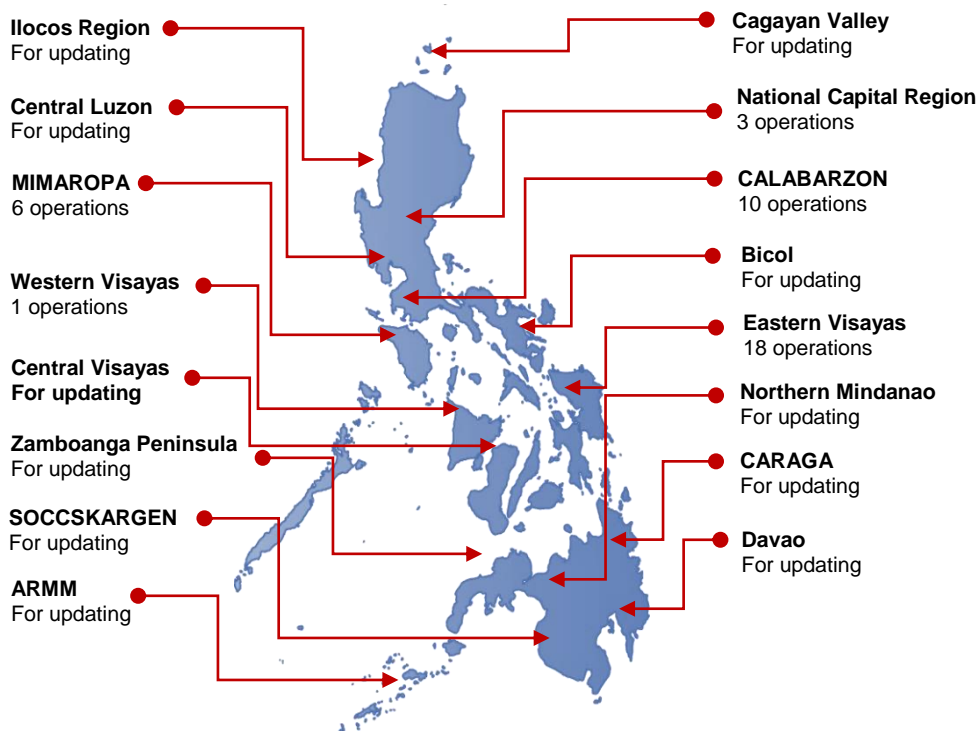 Ilocos Region
For updating
Central Luzon
For updating
MIMAROPA
6 operations
Western Visayas
1 operations
Central Visayas
For updating
Zamboanga Peninsula
For updating
SOCCSKARGEN
For updating
ARMM
For updating
Cagayan Valley
For updating
National Capital Region
3 operations
CALABARZON
10 operations
Bicol
For updating
Eastern Visayas
18 operations
Northern Mindanao
For updating
CARAGA
For updating
Davao
For updating